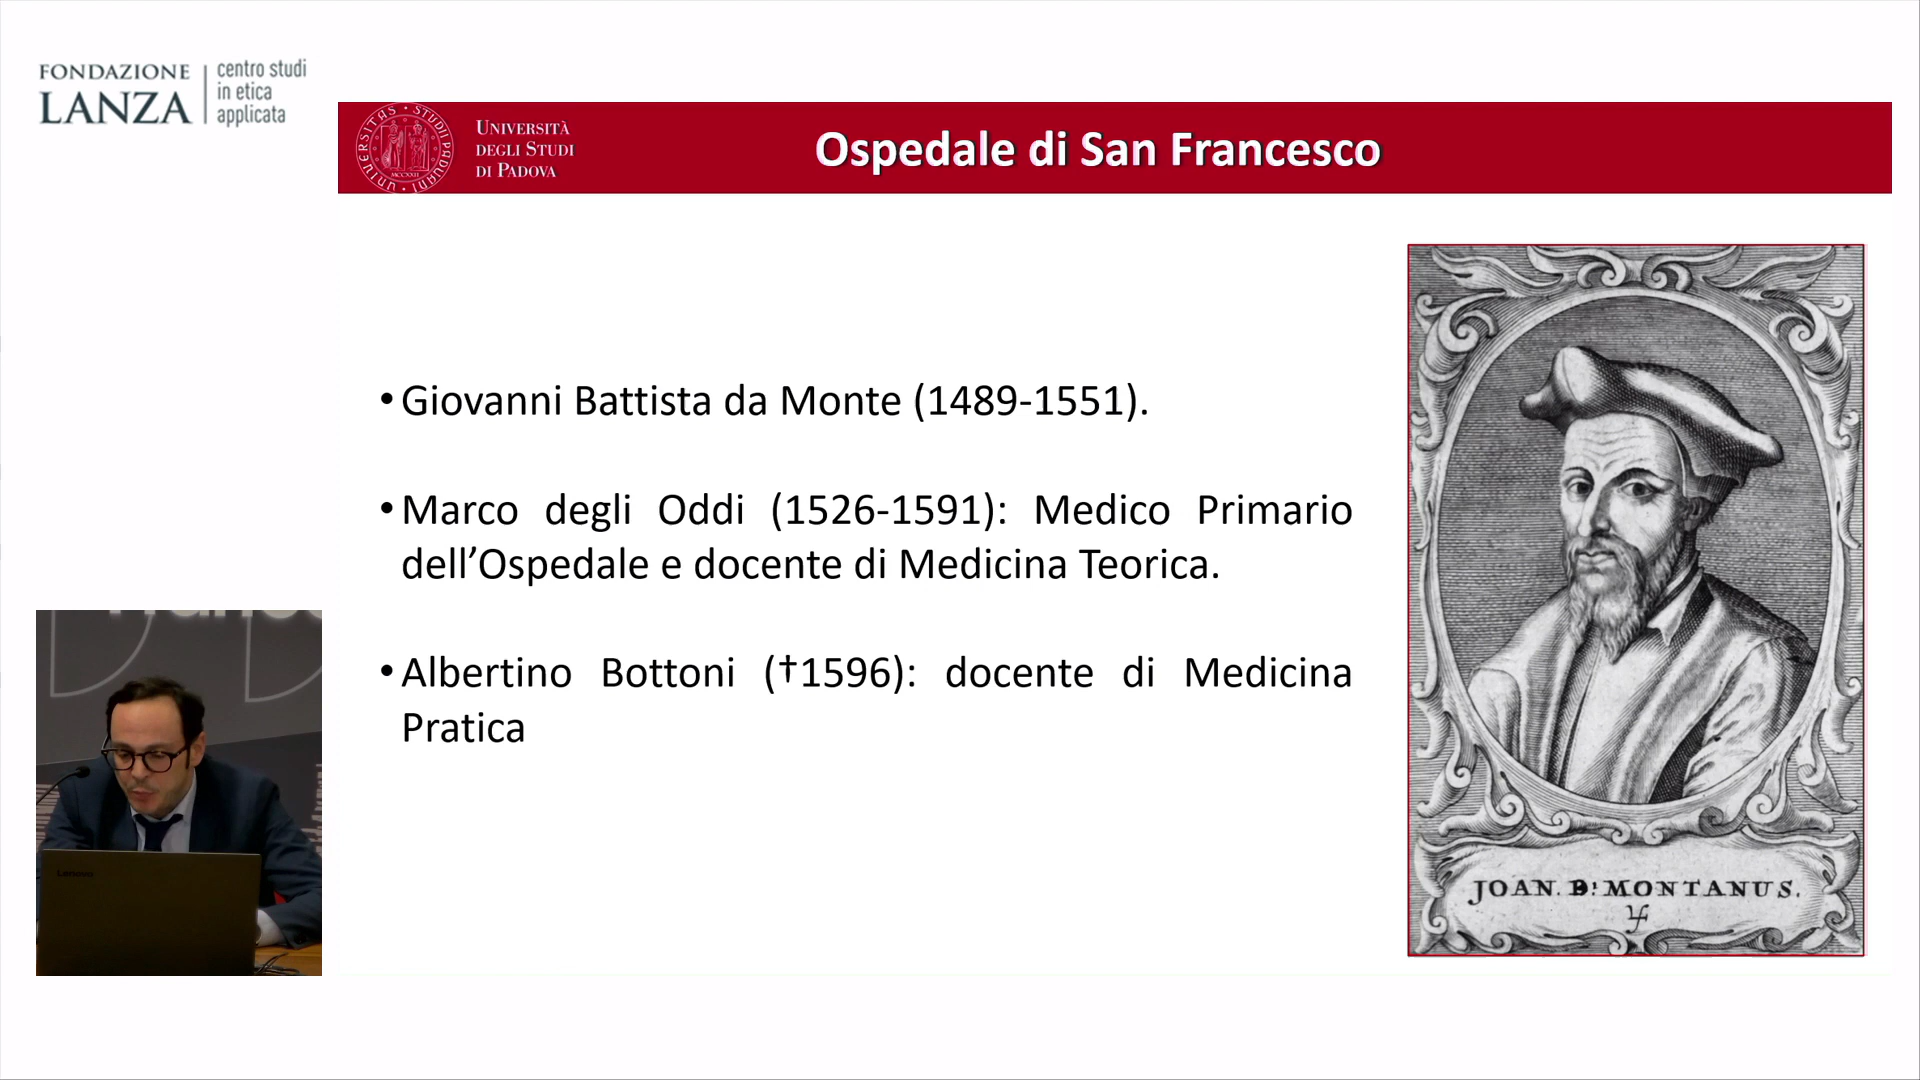 FONDAZIONE
LANZA
centro studi
in etica
applicata
UNIVERSITÀ
DEGLI STUDI
DI PADOVA
Ospedale di San Francesco
• Giovanni Battista da Monte (1489-1551).
• Marco degli Oddi (1526-1591): Medico Primario
dell’Ospedale e docente di Medicina Teorica.
• Albertino Bottoni (†1596): docente di Medicina
Pratica
JOAN. B: MONTANUS.
Lenovo